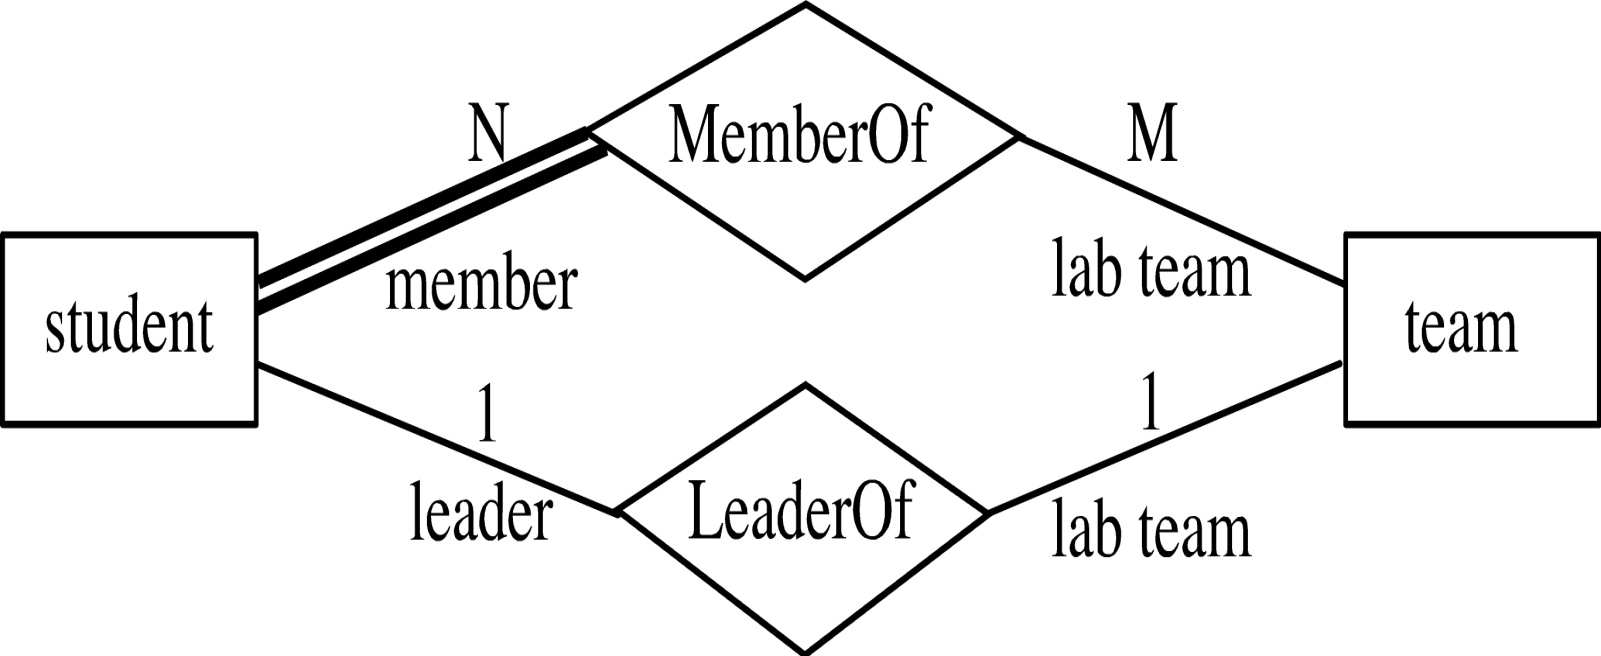 N
MemberOf
M
member
lab team
student
team
1
1
leader
LeaderOf
lab team